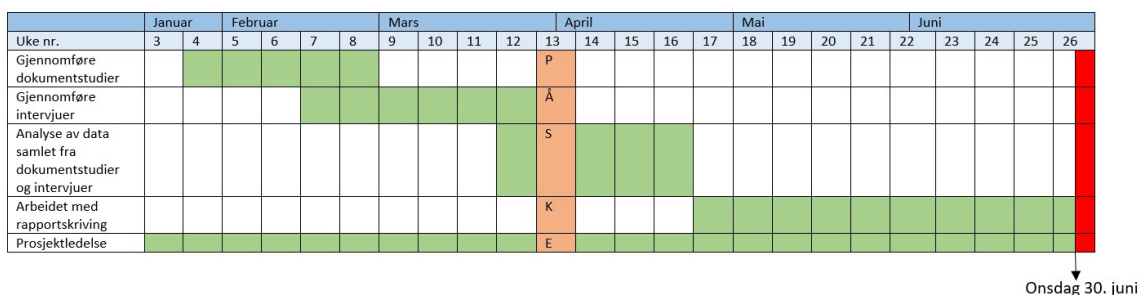 Januar Februar Mars April Mai Juni
Uke nr. 3 4 5 6 7 8 9 10 11 12 13 14 15 16 17 18 19 20 21 22 23 24 25 26
Gjennomføre P
dokumentstudier
Gjennomføre Å
intervjuer
Analyse av data S
samlet fra
dokumentstudier
og intervjuer
Arbeidet med K
rapportskriving
Prosjektledelse E
Onsdag 30. juni